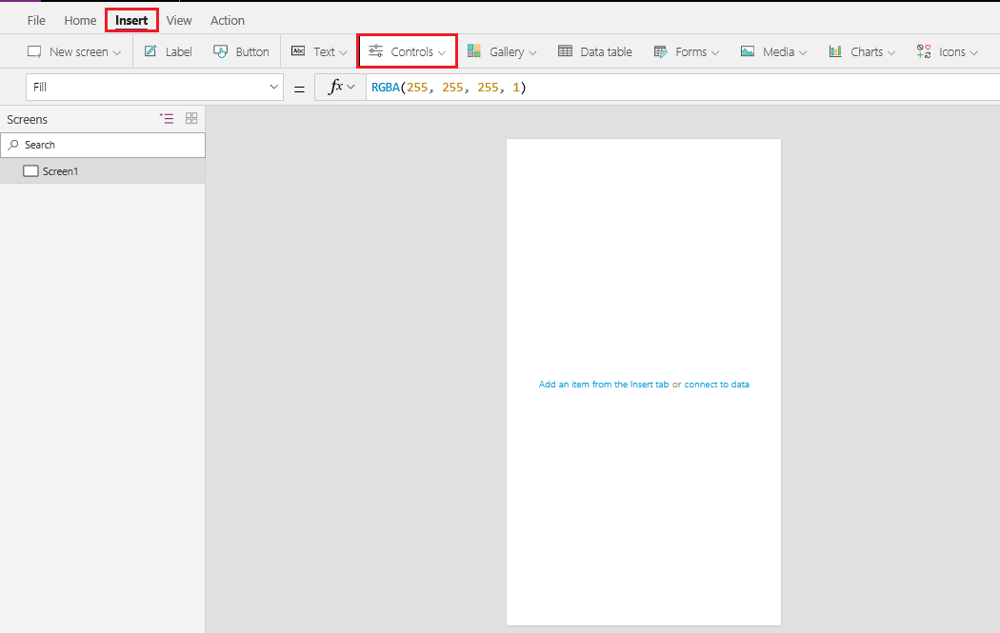 File Home Insert View Action
New screen Label Button Abc Text Controls Gallery Data table Forms Media Charts Icons
Fill = fx RGBA(255, 255, 255, 1)
Screens
Search
Screen1
Add an item from the Insert tab or connect to data